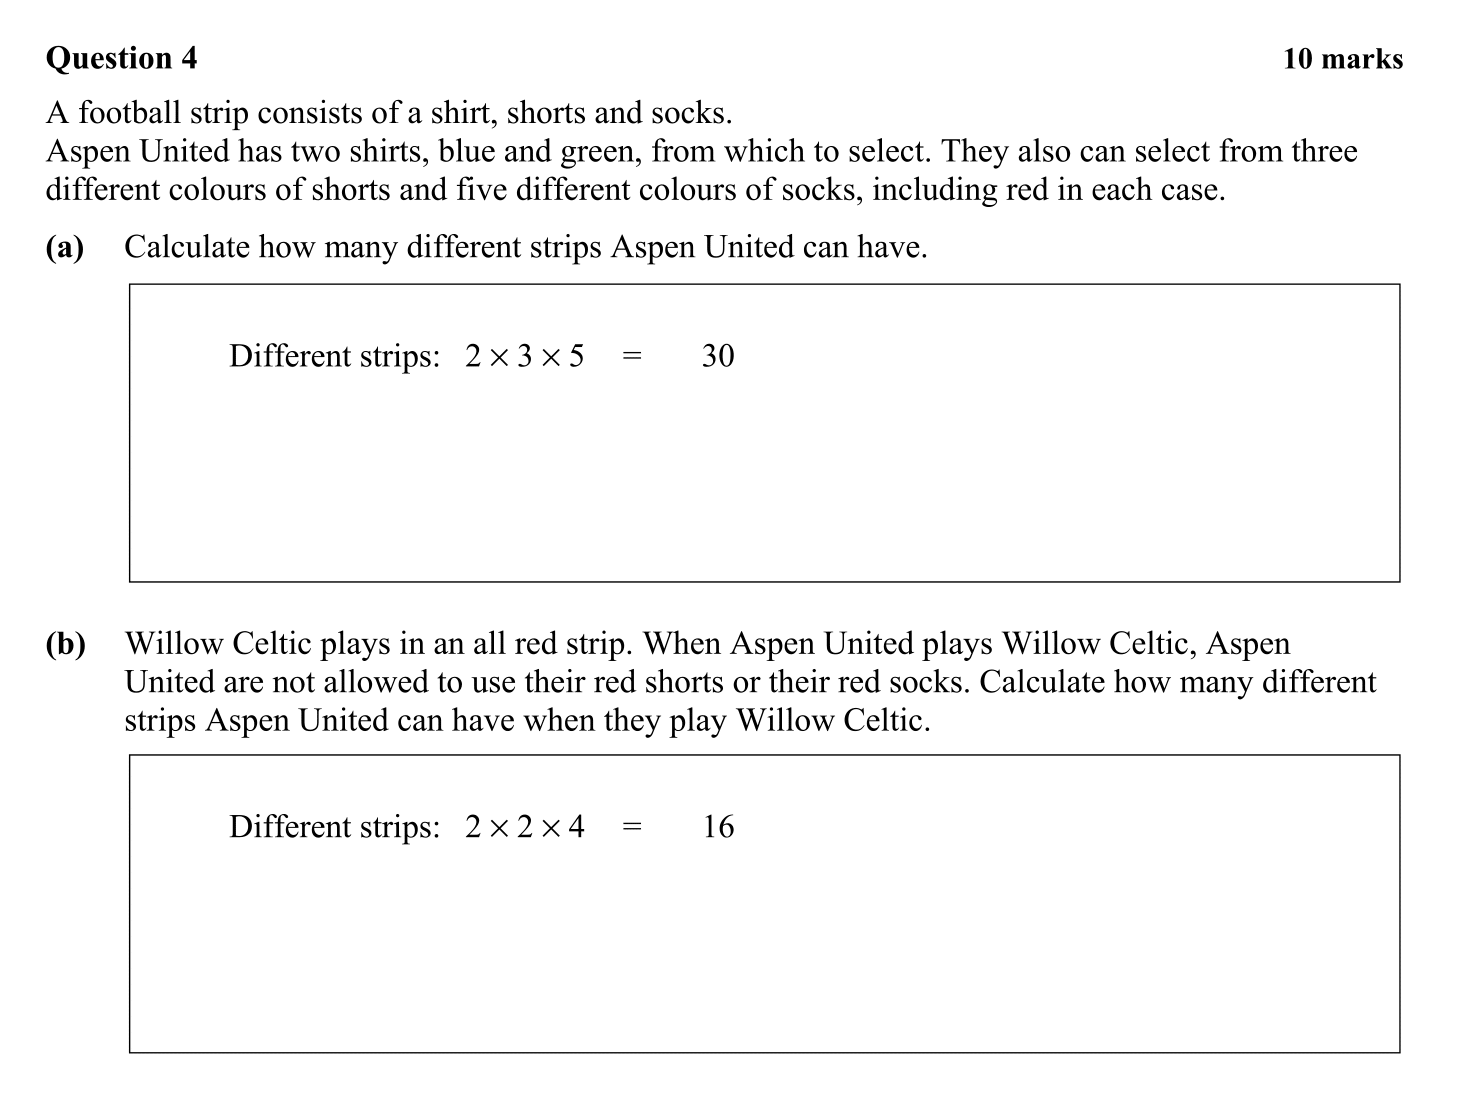 Question 4 10 marks
A football strip consists of a shirt, shorts and socks.
Aspen United has two shirts, blue and green, from which to select. They also can select from three
different colours of shorts and five different colours of socks, including red in each case.
(a) Calculate how many different strips Aspen United can have.
Different strips: 2 × 3 × 5 = 30
(b) Willow Celtic plays in an all red strip. When Aspen United plays Willow Celtic, Aspen
United are not allowed to use their red shorts or their red socks. Calculate how many different
strips Aspen United can have when they play Willow Celtic.
Different strips: 2 × 2 × 4 = 16